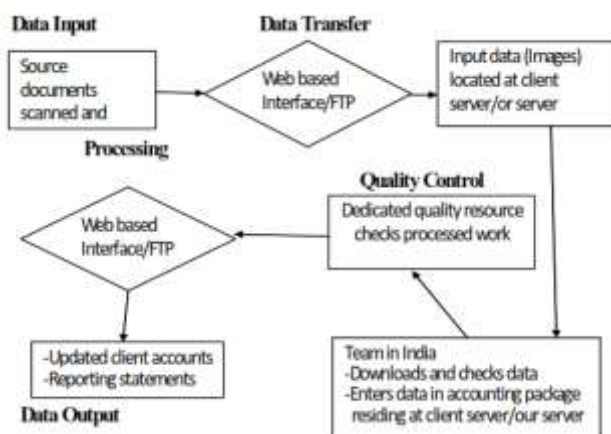 Data Input
Data Transfer
Source
documents
scanned and
Web based
Interface/FTP
Input data (Images)
located at client
server/or server
Processing
Quality Control
Web based
Interface/FTP
Dedicated quality resource
checks processed work
-Updated client accounts
-Reporting statements
Team in India
-Downloads and checks data
-Enters data in accounting package
residing at client server/our server
Data Output